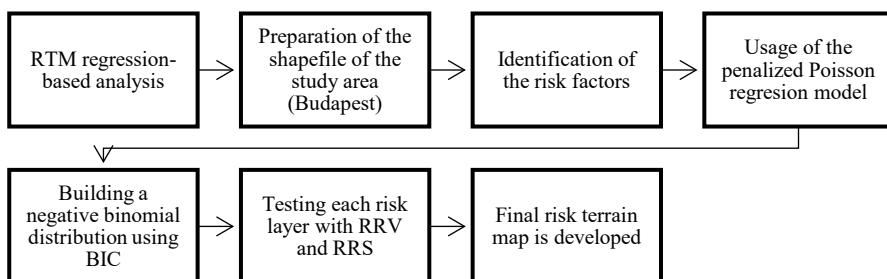 RTM regression-
based analysis
Preparation of the
shapefile of the
study area
(Budapest)
Identification of
the risk factors
Usage of the
penalized Poisson
regresion model
Building a
negative binomial
distribution using
BIC
Testing each risk
layer with RRV
and RRS
Final risk terrain
map is developed